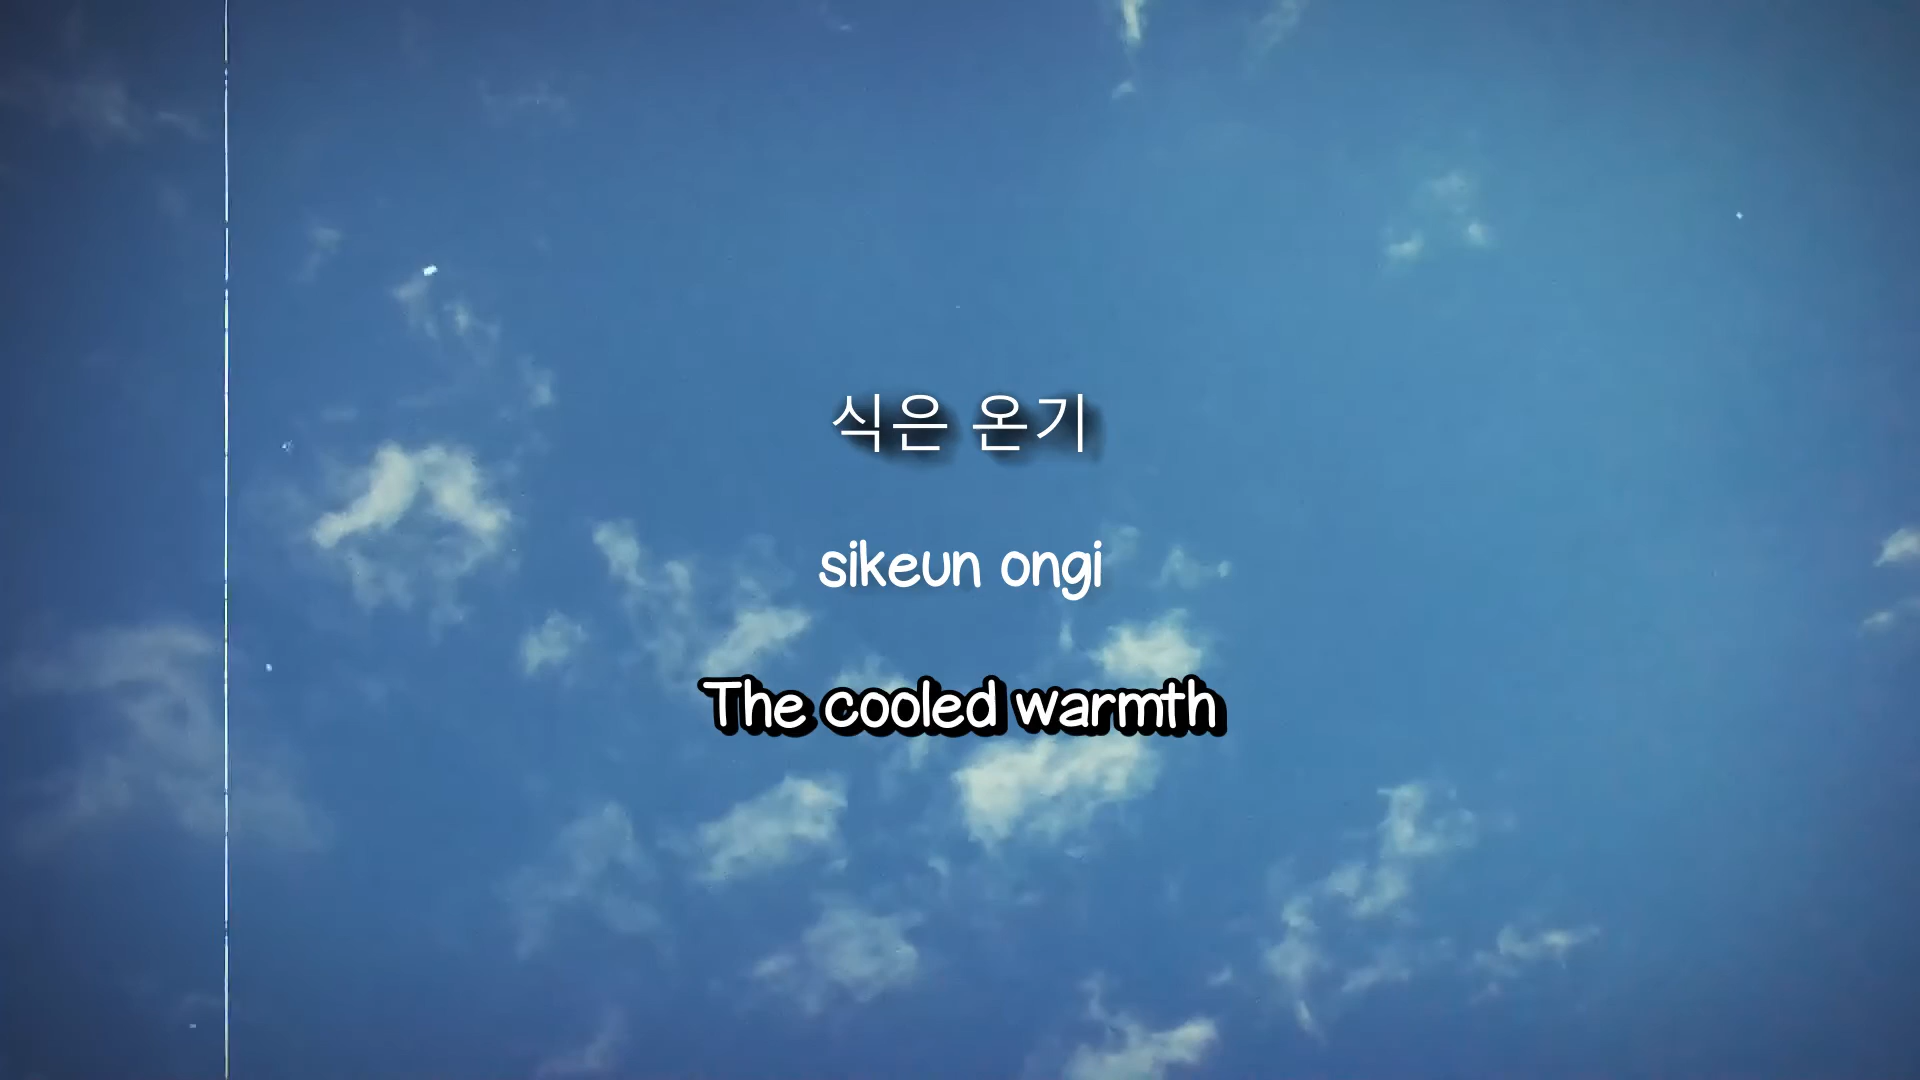 식은 온기
sikeun ongi
The cooled warmth